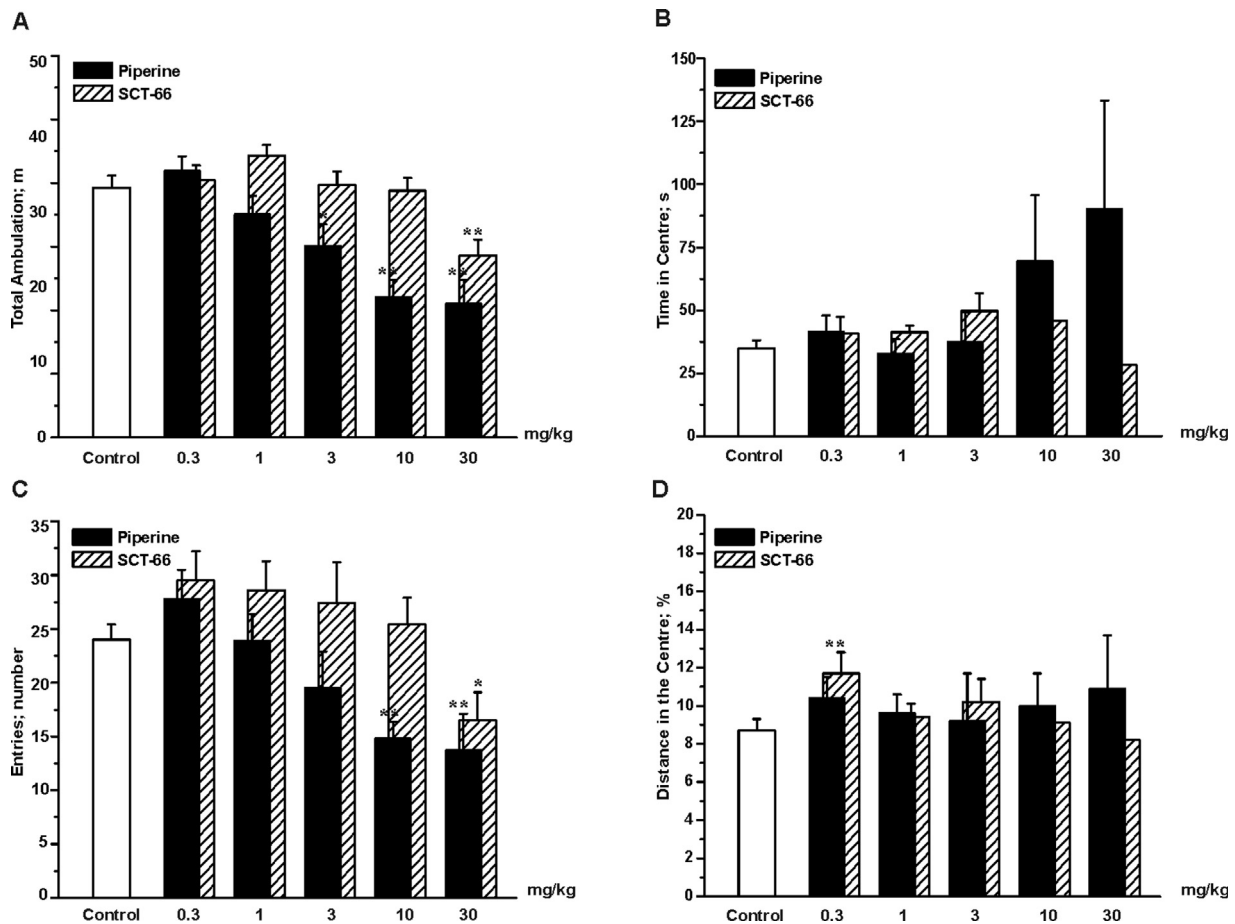 A
50
40
30
20
10
0
Total Ambulation; m
Piperine
SCT-66
*
**
**
**
mg/kg
Control 0.3 1 3 10 30
B
150
125
100
75
50
25
0
Time in Centre; s
Piperine
SCT-66
mg/kg
Control 0.3 1 3 10 30
C
35
30
25
20
15
10
5
0
Entries; number
Piperine
SCT-66
**
**
*
mg/kg
Control 0.3 1 3 10 30
D
20
18
16
14
12
10
8
6
4
2
0
Distance in the Centre; %
Piperine
SCT-66
**
mg/kg
Control 0.3 1 3 10 30